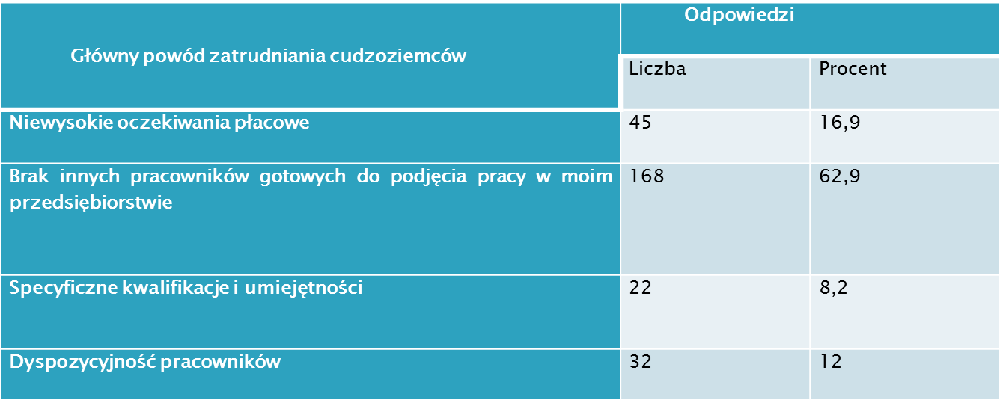 Odpowiedzi
Główny powód zatrudniania cudzoziemców
Liczba
Procent
Niewysokie oczekiwania płacowe
45
16,9
Brak innych pracowników gotowych do podjęcia pracy w moim
przedsiębiorstwie
168
62,9
Specyficzne kwalifikacje i umiejętności
22
8,2
Dyspozycyjność pracowników
32
12